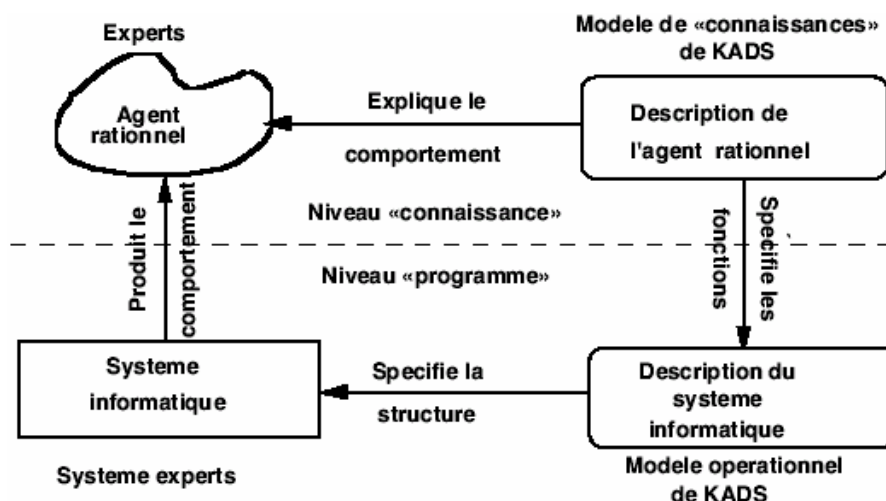 Experts
Modele de «connaissances»
de KADS
Agent
rationnel
Explique le
comportement
Description de
l'agent rationnel
Niveau «connaissance»
Produit le
comportement
Specifie les
fonctions
Niveau «programme»
Systeme
informatique
Specifie la
structure
Description du
systeme
informatique
Systeme experts
Modele operationnel
de KADS